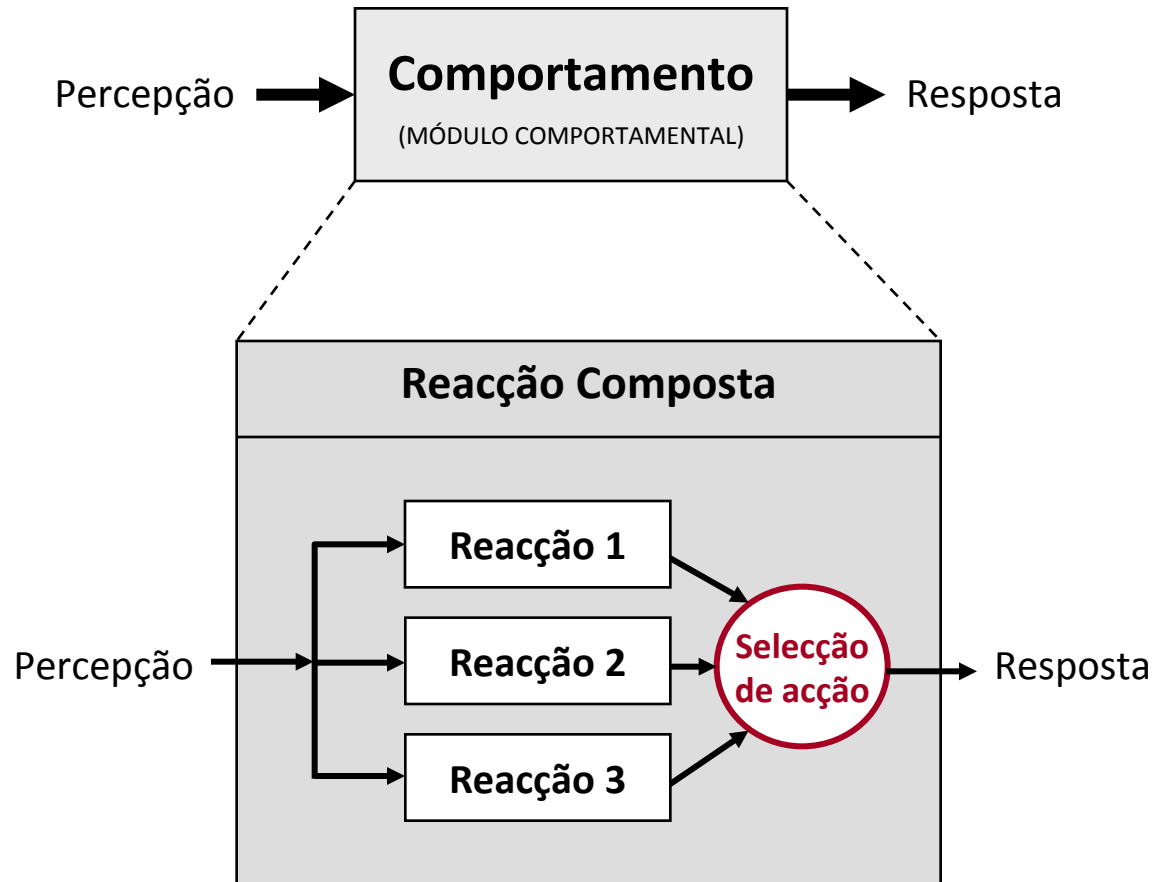 Comportamento
Percepção
Resposta
(MÓDULO COMPORTAMENTAL)
Reacção Composta
Reacção 1
Reacção 2
Reacção 3
Percepção
Selecção
de acção
Resposta